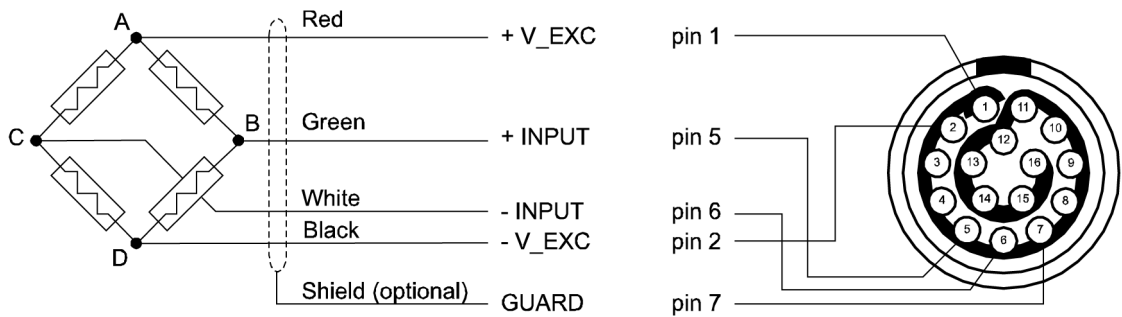 A
Red
+ V_EXC
pin 1
B
Green
+ INPUT
pin 5
C
White
- INPUT
pin 6
Black
- V_EXC
pin 2
D
Shield (optional)
GUARD
pin 7
1
11
2
10
12
3
13
16
9
4
14
15
8
5
6
7